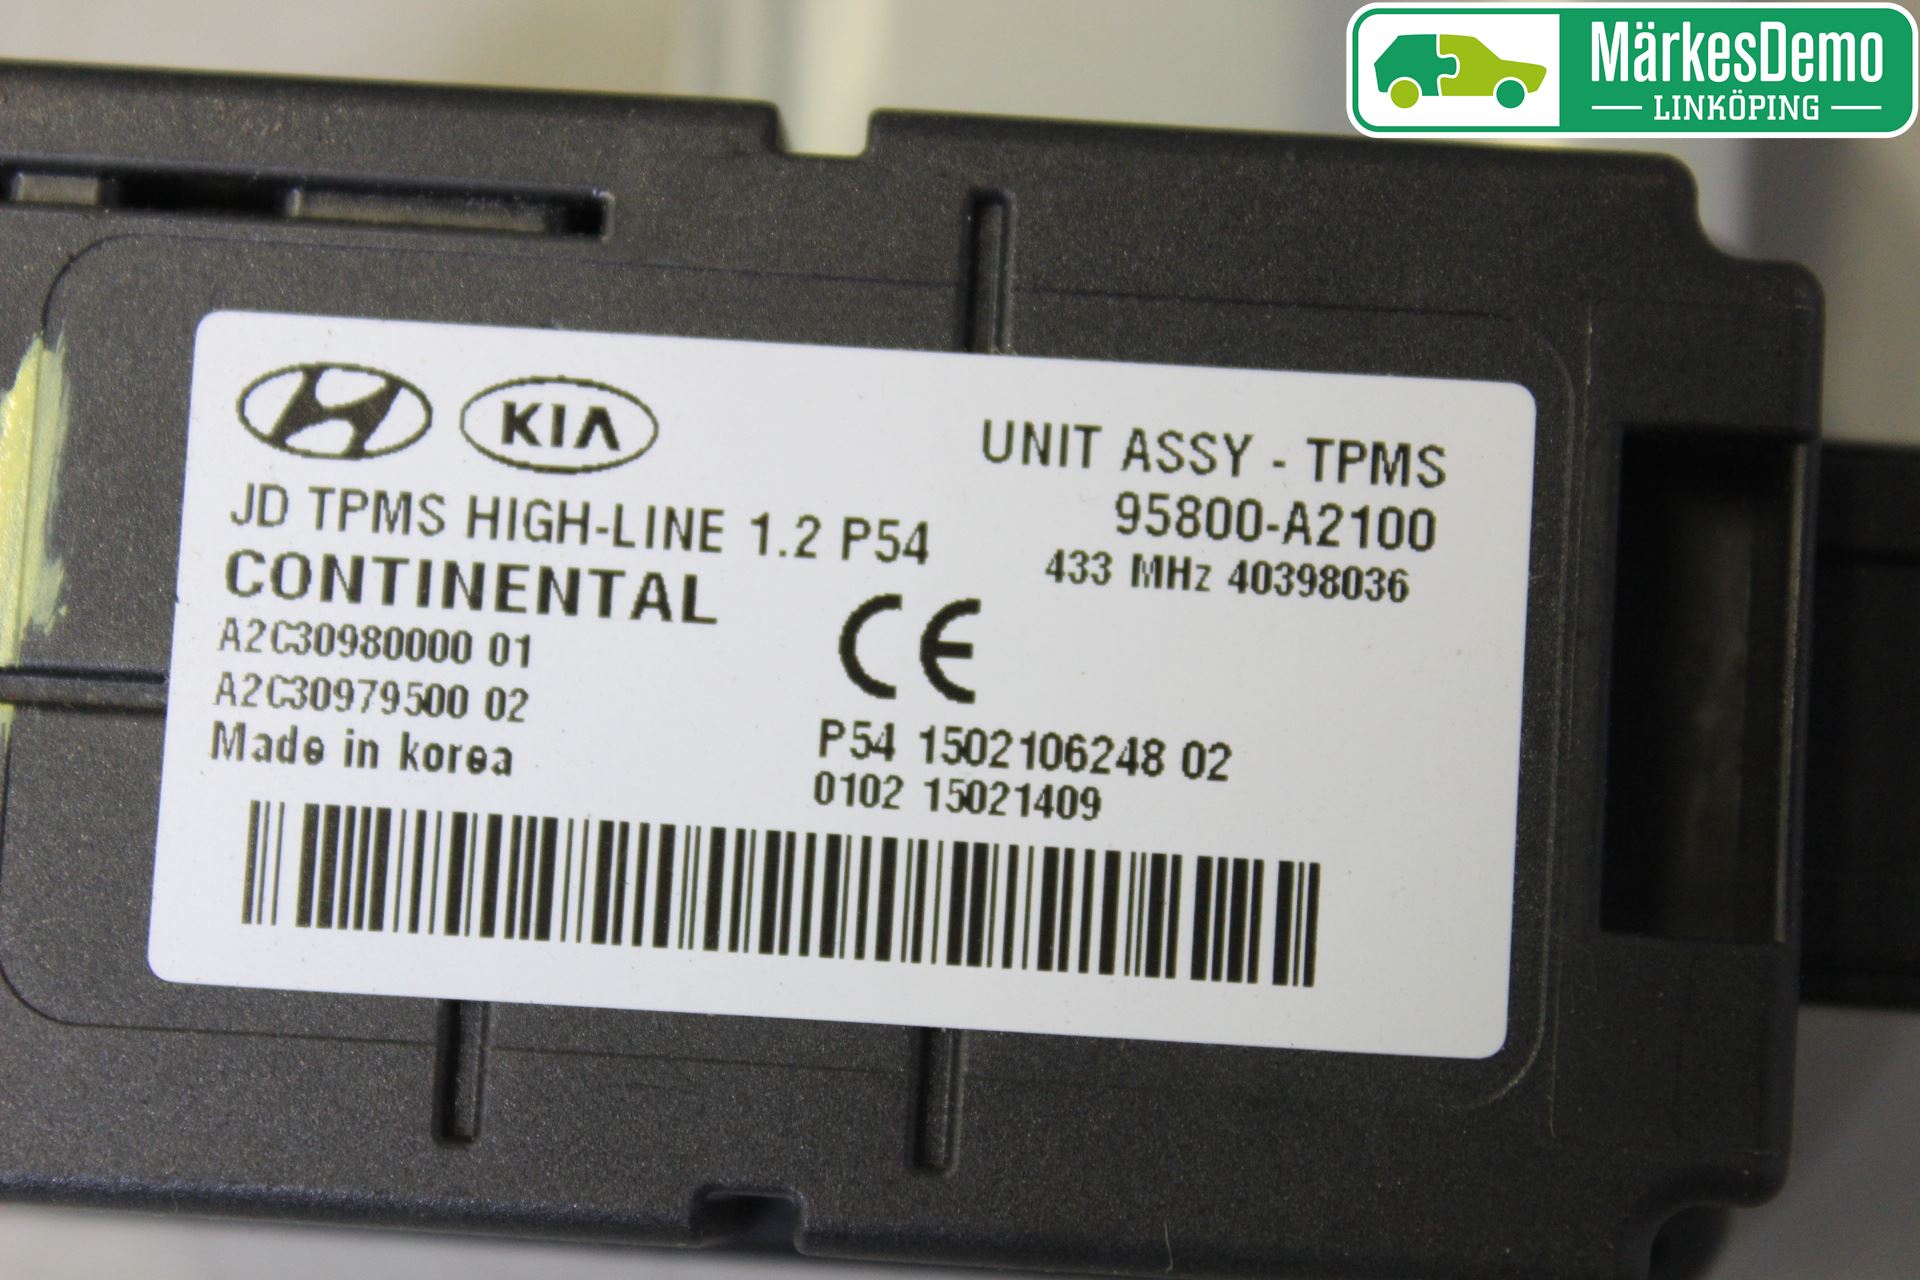 MärkesDemo
LINKÖPING
KIA
UNIT ASSY - TPMS
JD TPMS HIGH-LINE 1.2 P54
95800-A2100
CONTINENTAL
433 MHz 40398036
A2C30980000 01
CE
A2C30979500 02
Made in korea
P54 1502106248 02
0102 15021409